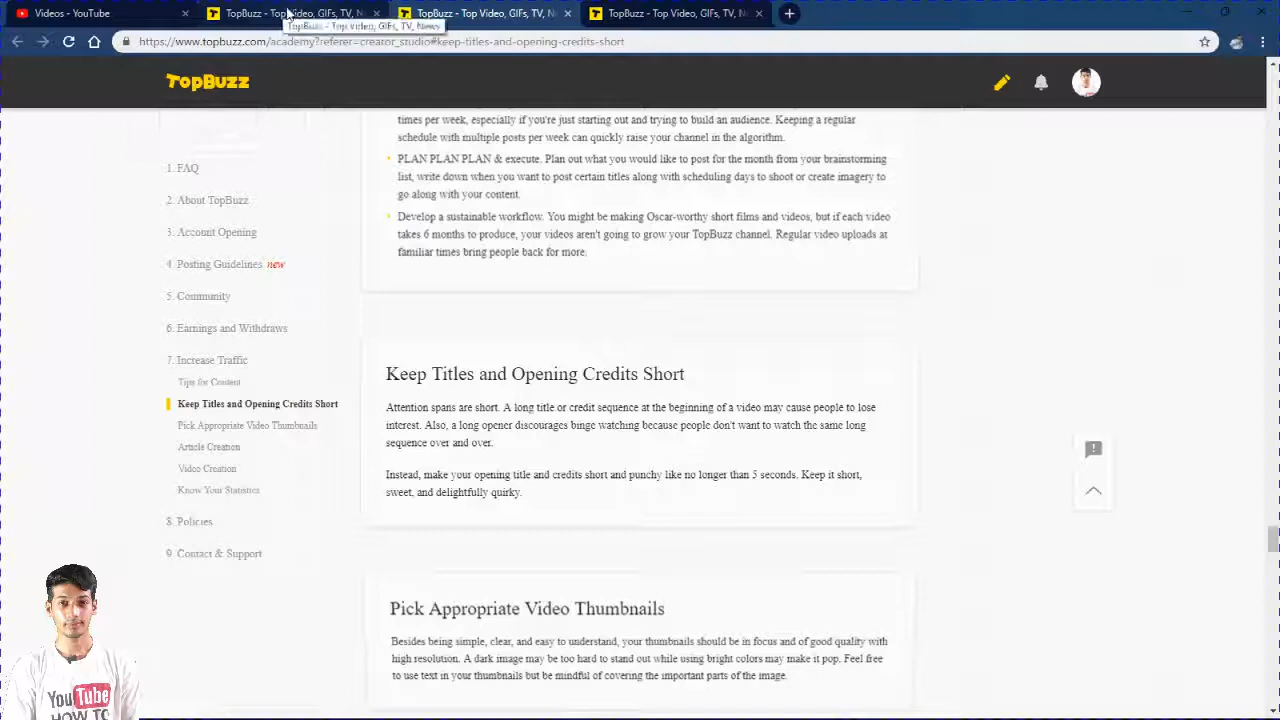 Videos - YouTube
TopBuzz - Top Video, GIFs, TV, N
TopBuzz - Top Video, GIFs, TV, N
TopBuzz - Top Video, GIFs, TV, N
TopBuzz - Top Video, GIFs, TV, News
https://www.topbuzz.com/academy?referer=creator_studio#keep-titles-and-opening-credits-short
TopBuzz
times per week, especially if you're just starting out and trying to build an audience. Keeping a regular
schedule with multiple posts per week can quickly raise your channel in the algorithm.
PLAN PLAN PLAN & execute. Plan out what you would like to post for the month from your brainstorming
list, write down when you want to post certain titles along with scheduling days to shoot or create imagery to
go along with your content.
Develop a sustainable workflow. You might be making Oscar-worthy short films and videos, but if each video
takes 6 months to produce, your videos aren't going to grow your TopBuzz channel. Regular video uploads at
familiar times bring people back for more.
1. FAQ
2. About TopBuzz
3. Account Opening
4. Posting Guidelines new
5. Community
6. Earnings and Withdraws
7. Increase Traffic
Tips for Content
Keep Titles and Opening Credits Short
Pick Appropriate Video Thumbnails
Article Creation
Video Creation
Know Your Statistics
8. Policies
9. Contact & Support
Keep Titles and Opening Credits Short
Attention spans are short. A long title or credit sequence at the beginning of a video may cause people to lose
interest. Also, a long opener discourages binge watching because people don't want to watch the same long
sequence over and over.
Instead, make your opening title and credits short and punchy like no longer than 5 seconds. Keep it short,
sweet, and delightfully quirky.
Pick Appropriate Video Thumbnails
Besides being simple, clear, and easy to understand, your thumbnails should be in focus and of good quality with
high resolution. A dark image may be too hard to stand out while using bright colors may make it pop. Feel free
to use text in your thumbnails but be mindful of covering the important parts of the image.
YouTube
HOW TO